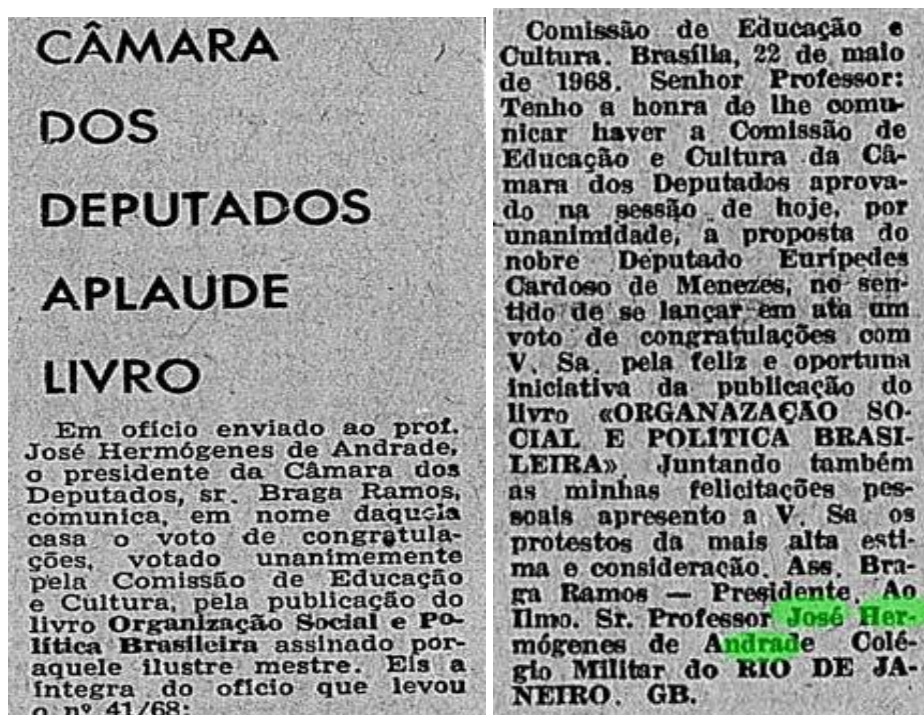 CÂMARA
DOS
DEPUTADOS
APLAUDE
LIVRO
Em ofício enviado ao prof.
José Hermógenes de Andrade,
o presidente da Câmara dos
Deputados, sr. Braga Ramos,
comunica, em nome daquela
casa o voto de congratula-
ções, votado unanimemente
pela Comissão de Educação
e Cultura, pela publicação do
livro Organização Social e Po-
lítica Brasileira assinado por
aquele ilustre mestre. Eis a
íntegra do ofício que levou
o nº 41/68:
Comissão de Educação e
Cultura. Brasília, 22 de maio
de 1968. Senhor Professor:
Tenho a honra de lhe comu-
nicar haver a Comissão de
Educação e Cultura da Câ-
mara dos Deputados aprova-
do na sessão de hoje, por
unanimidade, a proposta do
nobre Deputado Eurípedes
Cardoso de Menezes, no sen-
tido de se lançar em ata um
voto de congratulações com
V. Sa. pela feliz e oportuna
iniciativa da publicação do
livro «ORGANAZAÇÃO SO-
CIAL E POLÍTICA BRASI-
LEIRA». Juntando também
as minhas felicitações pes-
soais apresento a V. Sa os
protestos da mais alta esti-
ma e consideração. Ass. Bra-
ga Ramos — Presidente. Ao
Ilmo. Sr. Professor José Her-
mógenes de Andrade Colé-
gio Militar do RIO DE JA-
NEIRO. GB.